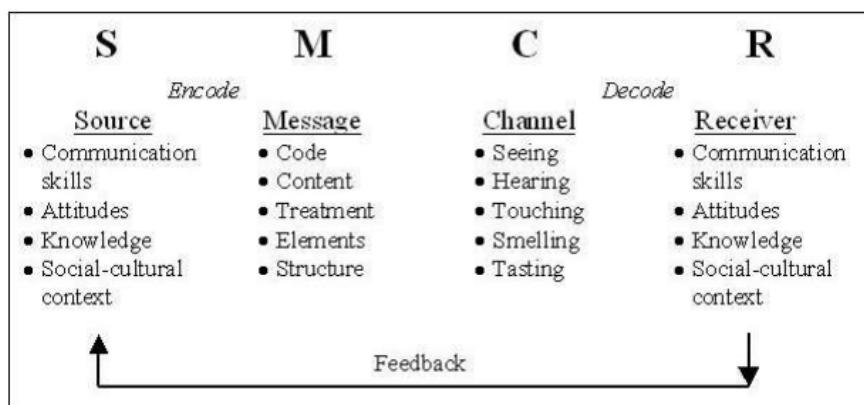 S M C R
Encode Decode
Source Message Channel Receiver
• Communication skills
• Attitudes
• Knowledge
• Social-cultural context
• Code
• Content
• Treatment
• Elements
• Structure
• Seeing
• Hearing
• Touching
• Smelling
• Tasting
• Communication skills
• Attitudes
• Knowledge
• Social-cultural context
Feedback